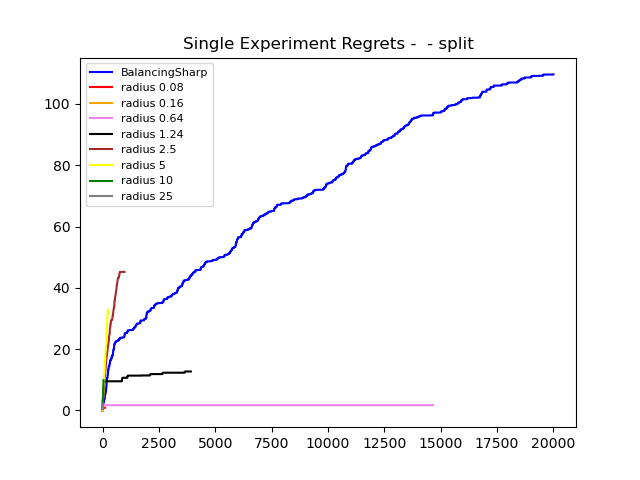 Single Experiment Regrets -  - split
BalancingSharp
radius 0.08
radius 0.16
radius 0.64
radius 1.24
radius 2.5
radius 5
radius 10
radius 25
100
80
60
40
20
0
0 2500 5000 7500 10000 12500 15000 17500 20000